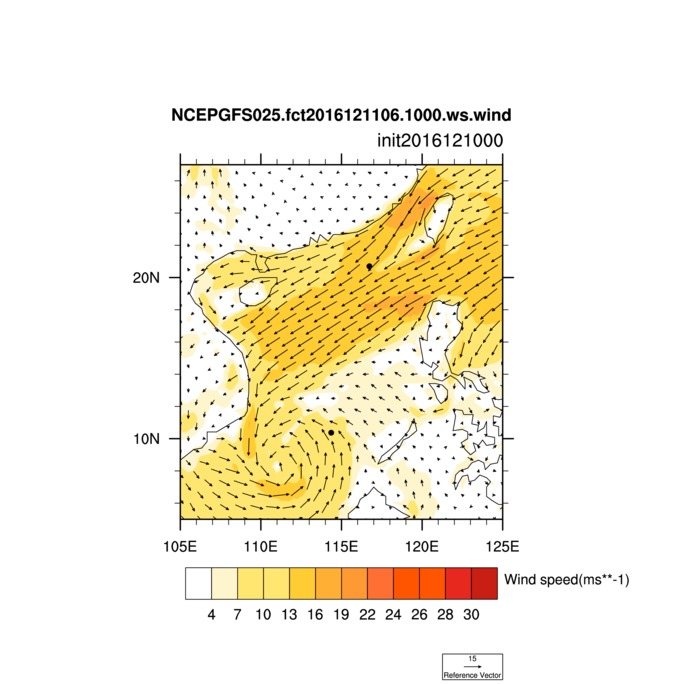 NCEPGFS025.fct2016121106.1000.ws.wind
init2016121000
20N
10N
105E 110E 115E 120E 125E
Wind speed(ms**-1)
4 7 10 13 16 19 22 24 26 28 30
15
Reference Vector